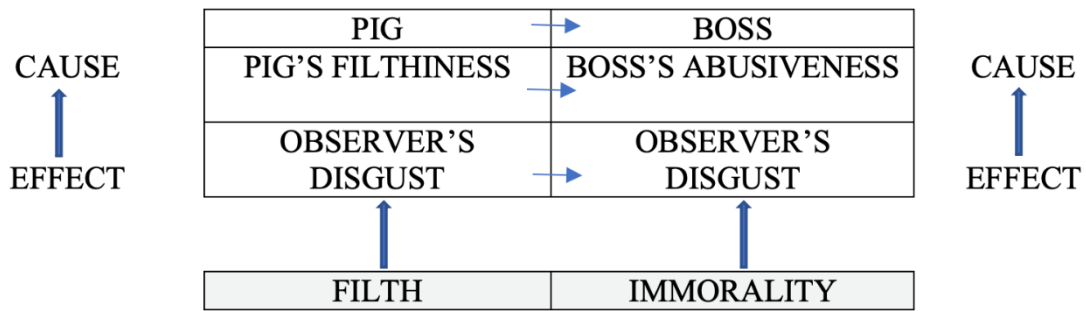 PIG BOSS
CAUSE PIG’S FILTHINESS BOSS’S ABUSIVENESS CAUSE
OBSERVER’S OBSERVER’S
EFFECT DISGUST DISGUST EFFECT
FILTH IMMORALITY